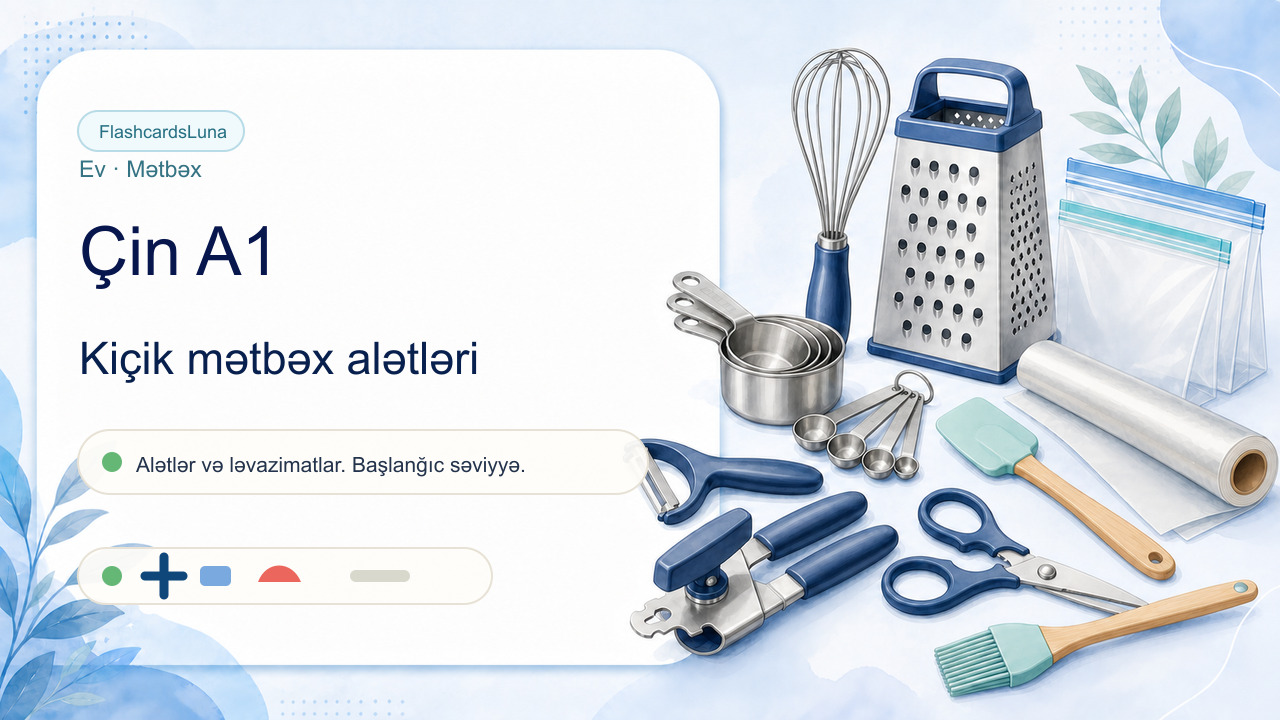 FlashcardsLuna
Ev · Mətbəx
Çin A1
Kiçik mətbəx alətləri
Alətlər və ləvazimatlar. Başlanğıc səviyyə.